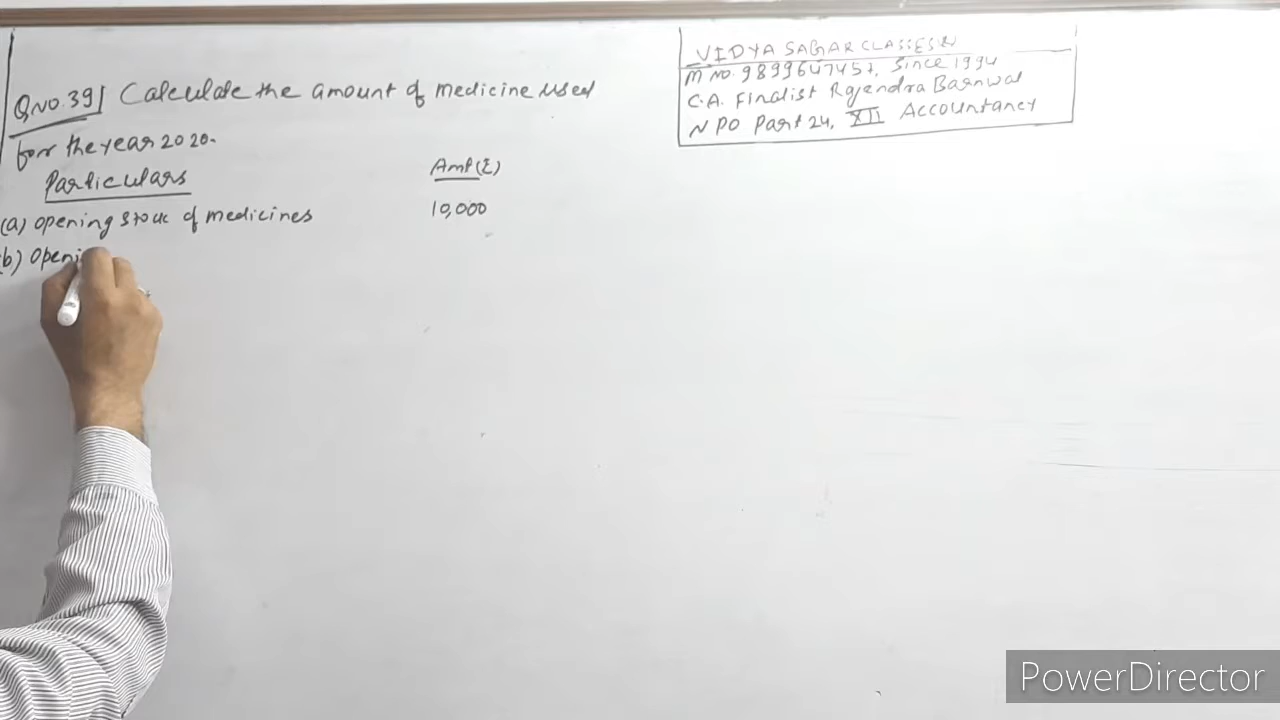 VIDYA SAGAR CLASSES
M NO. 9899647457, Since 1994
C.A. Finalist Rajendra Barnwal
NPO Part 24, XII Accountancy
Q NO. 39] Calculate the amount of medicine used
for the year 2020.
Particulars Amt (₹)
(a) opening stock of medicines 10,000
(b) Openi
PowerDirector